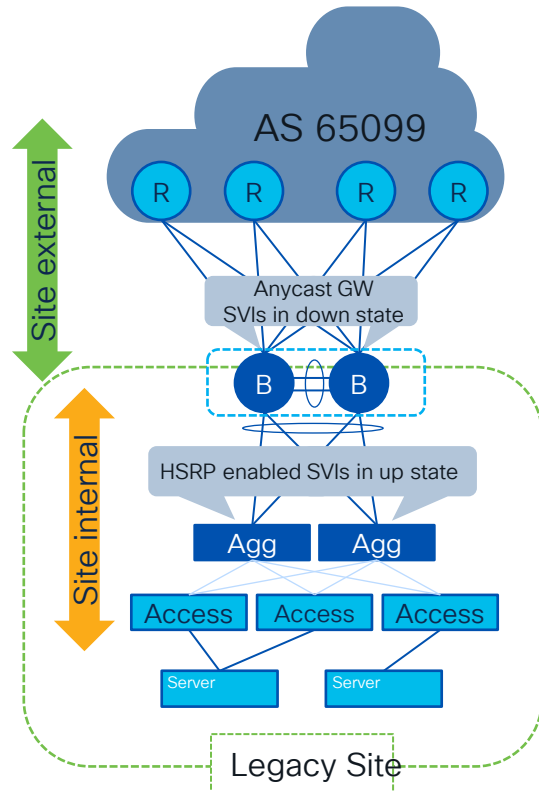 AS 65099
R
R
R
R
Site external
Anycast GW
SVIs in down state
B
B
Site internal
HSRP enabled SVIs in up state
Agg
Agg
Access
Access
Access
Server
Server
Legacy Site